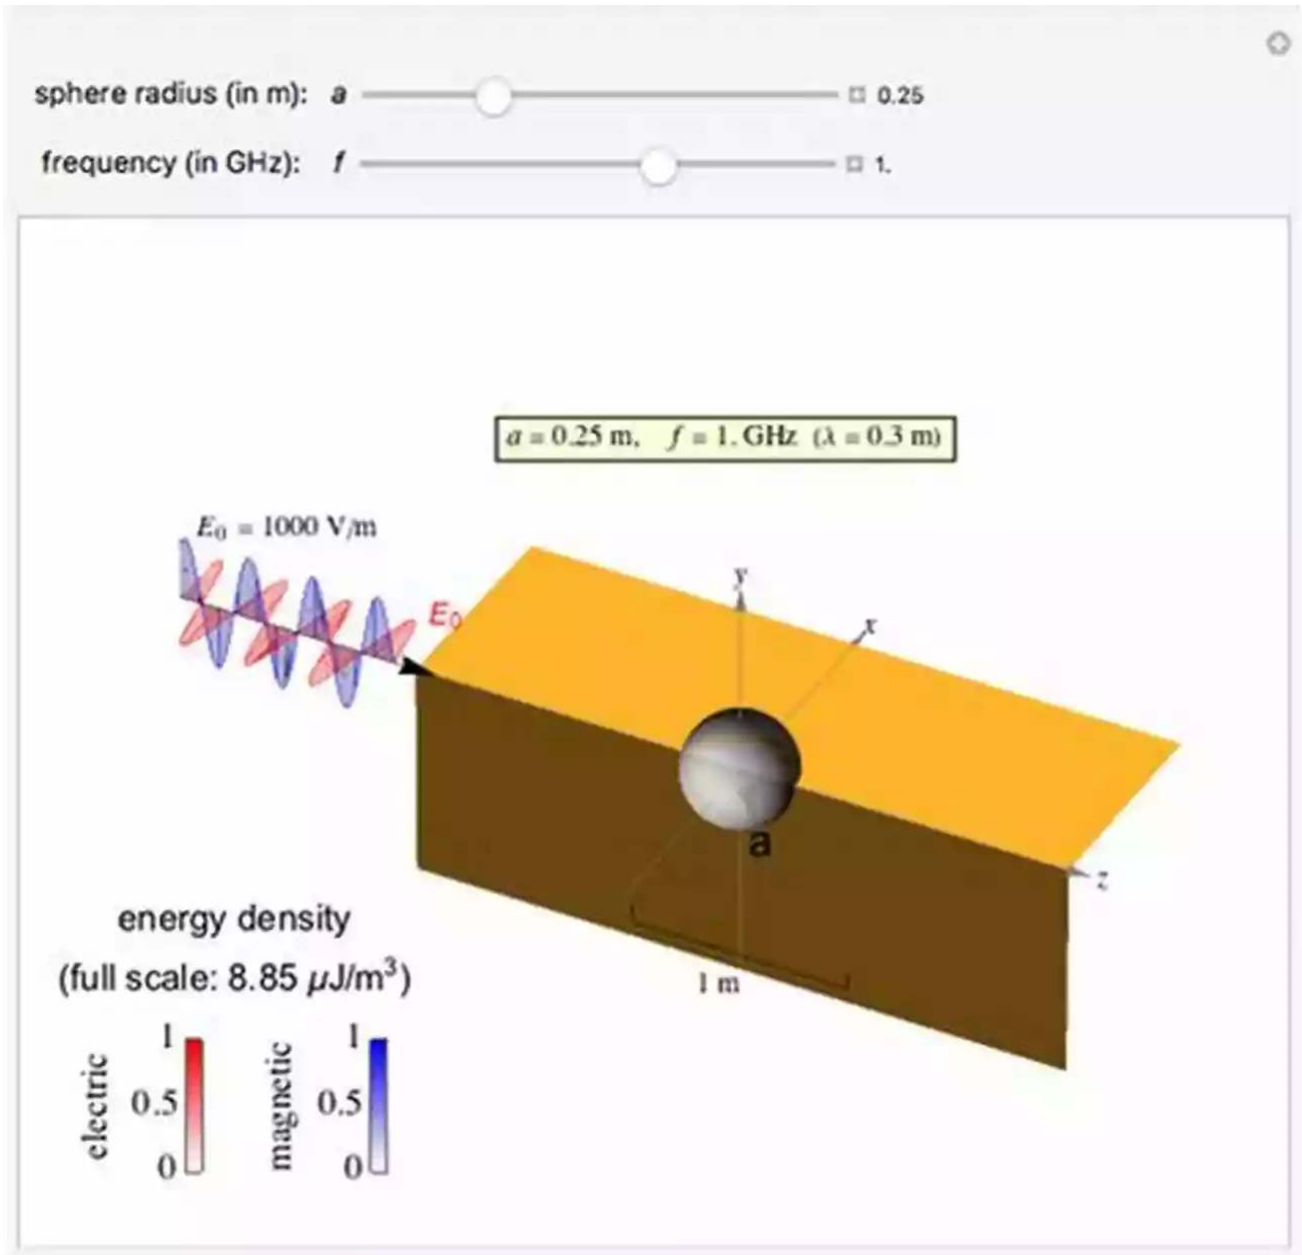 sphere radius (in m): a 0.25
frequency (in GHz): f 1.
a = 0.25 m, f = 1. GHz (λ = 0.3 m)
E₀ = 1000 V/m
E₀
y
x
a
z
1 m
energy density
(full scale: 8.85 μJ/m³)
electric
1
0.5
0
magnetic
1
0.5
0